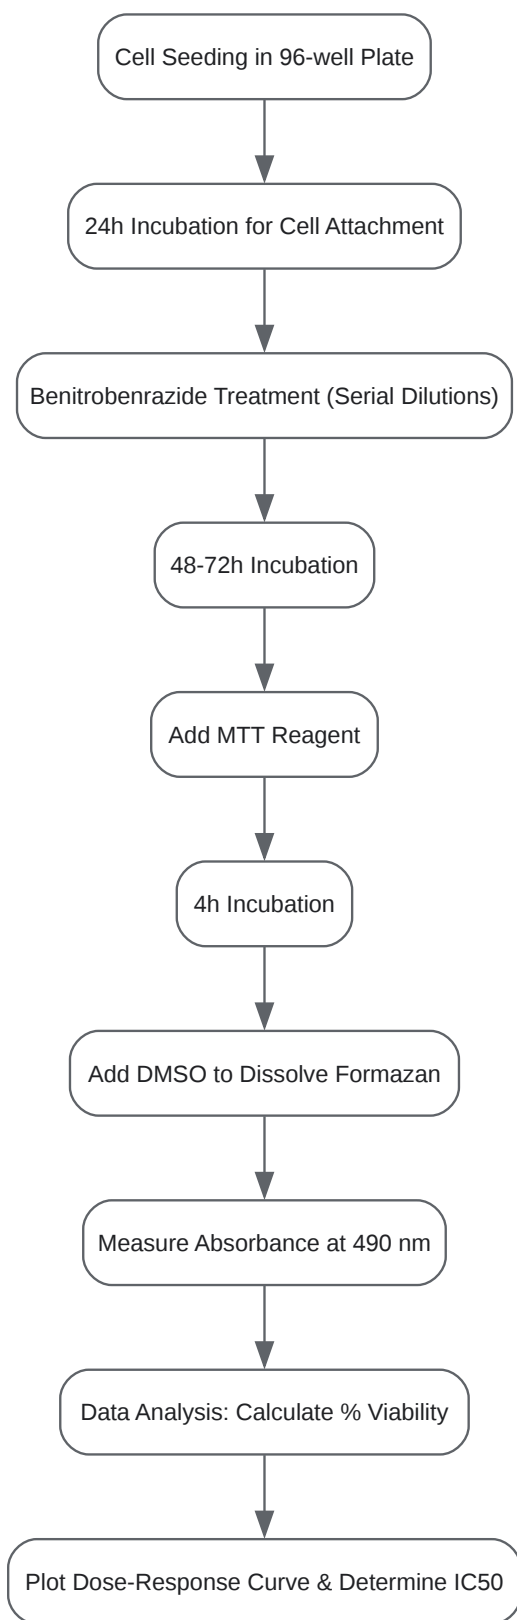 Cell Seeding in 96-well Plate
24h Incubation for Cell Attachment
Benitrobenrazide Treatment (Serial Dilutions)
48-72h Incubation
Add MTT Reagent
4h Incubation
Add DMSO to Dissolve Formazan
Measure Absorbance at 490 nm
Data Analysis: Calculate % Viability
Plot Dose-Response Curve & Determine IC50